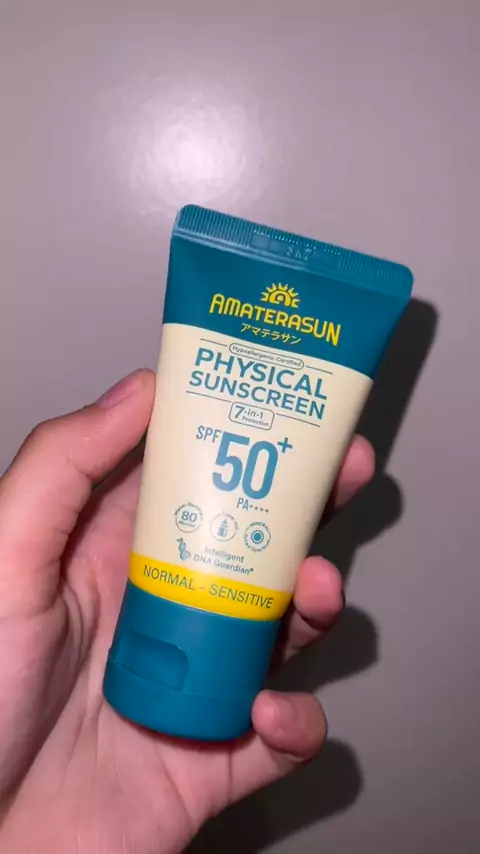 AMATERASUN
アマテラサン
Hypoallergenic Certified
PHYSICAL
SUNSCREEN
7-in-1
Protection
SPF 50+
PA++++
80
Intelligent
DNA Guardian®
NORMAL - SENSITIVE